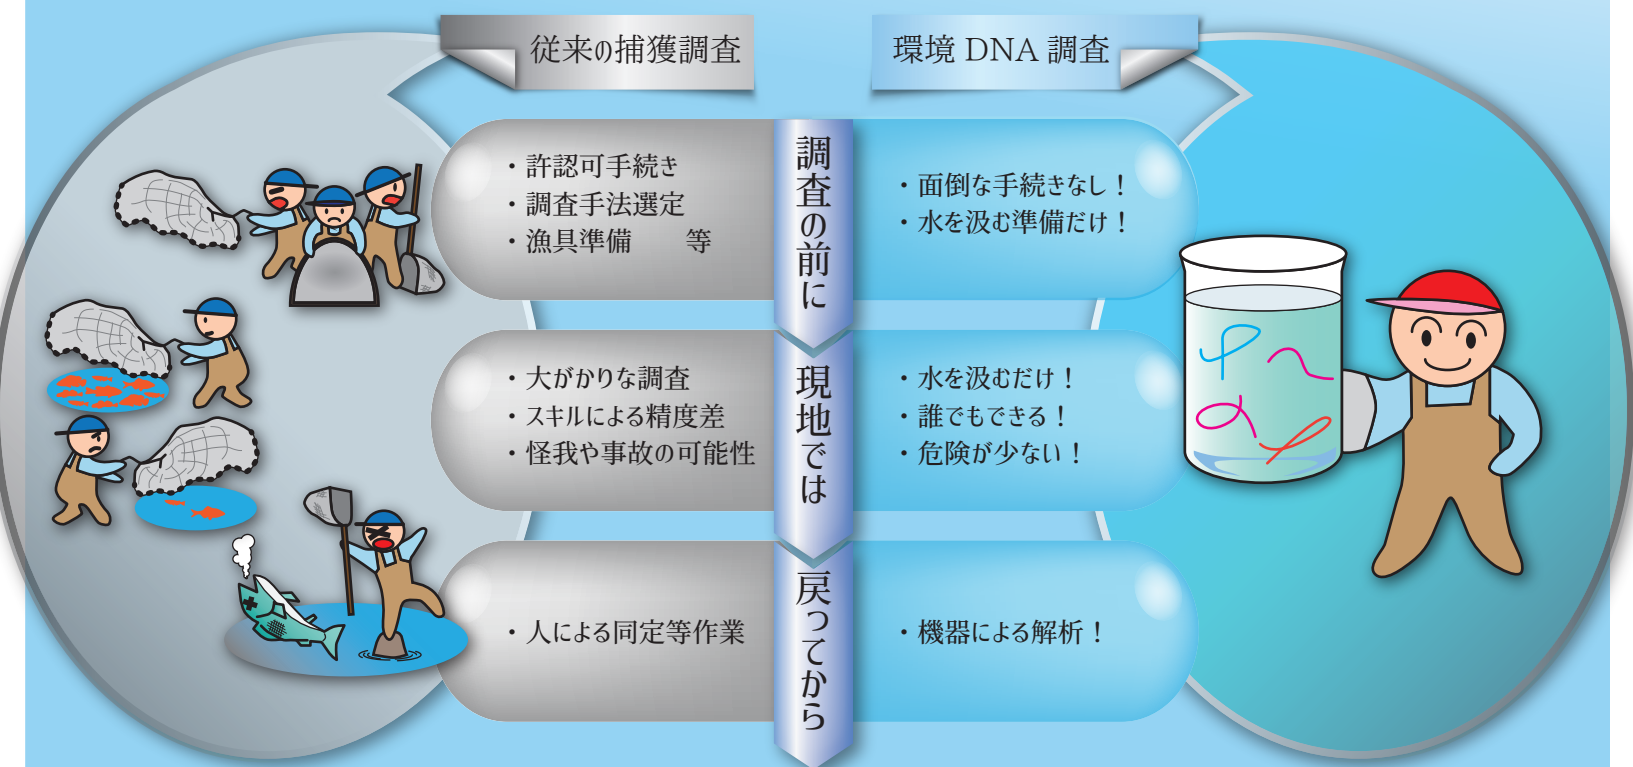 従来の捕獲調査
環境 DNA 調査
調査の前に
・許認可手続き
・調査手法選定
・漁具準備　　等
・面倒な手続きなし！
・水を汲む準備だけ！
現地では
・大がかりな調査
・スキルによる精度差
・怪我や事故の可能性
・水を汲むだけ！
・誰でもできる！
・危険が少ない！
戻ってから
・人による同定等作業
・機器による解析！